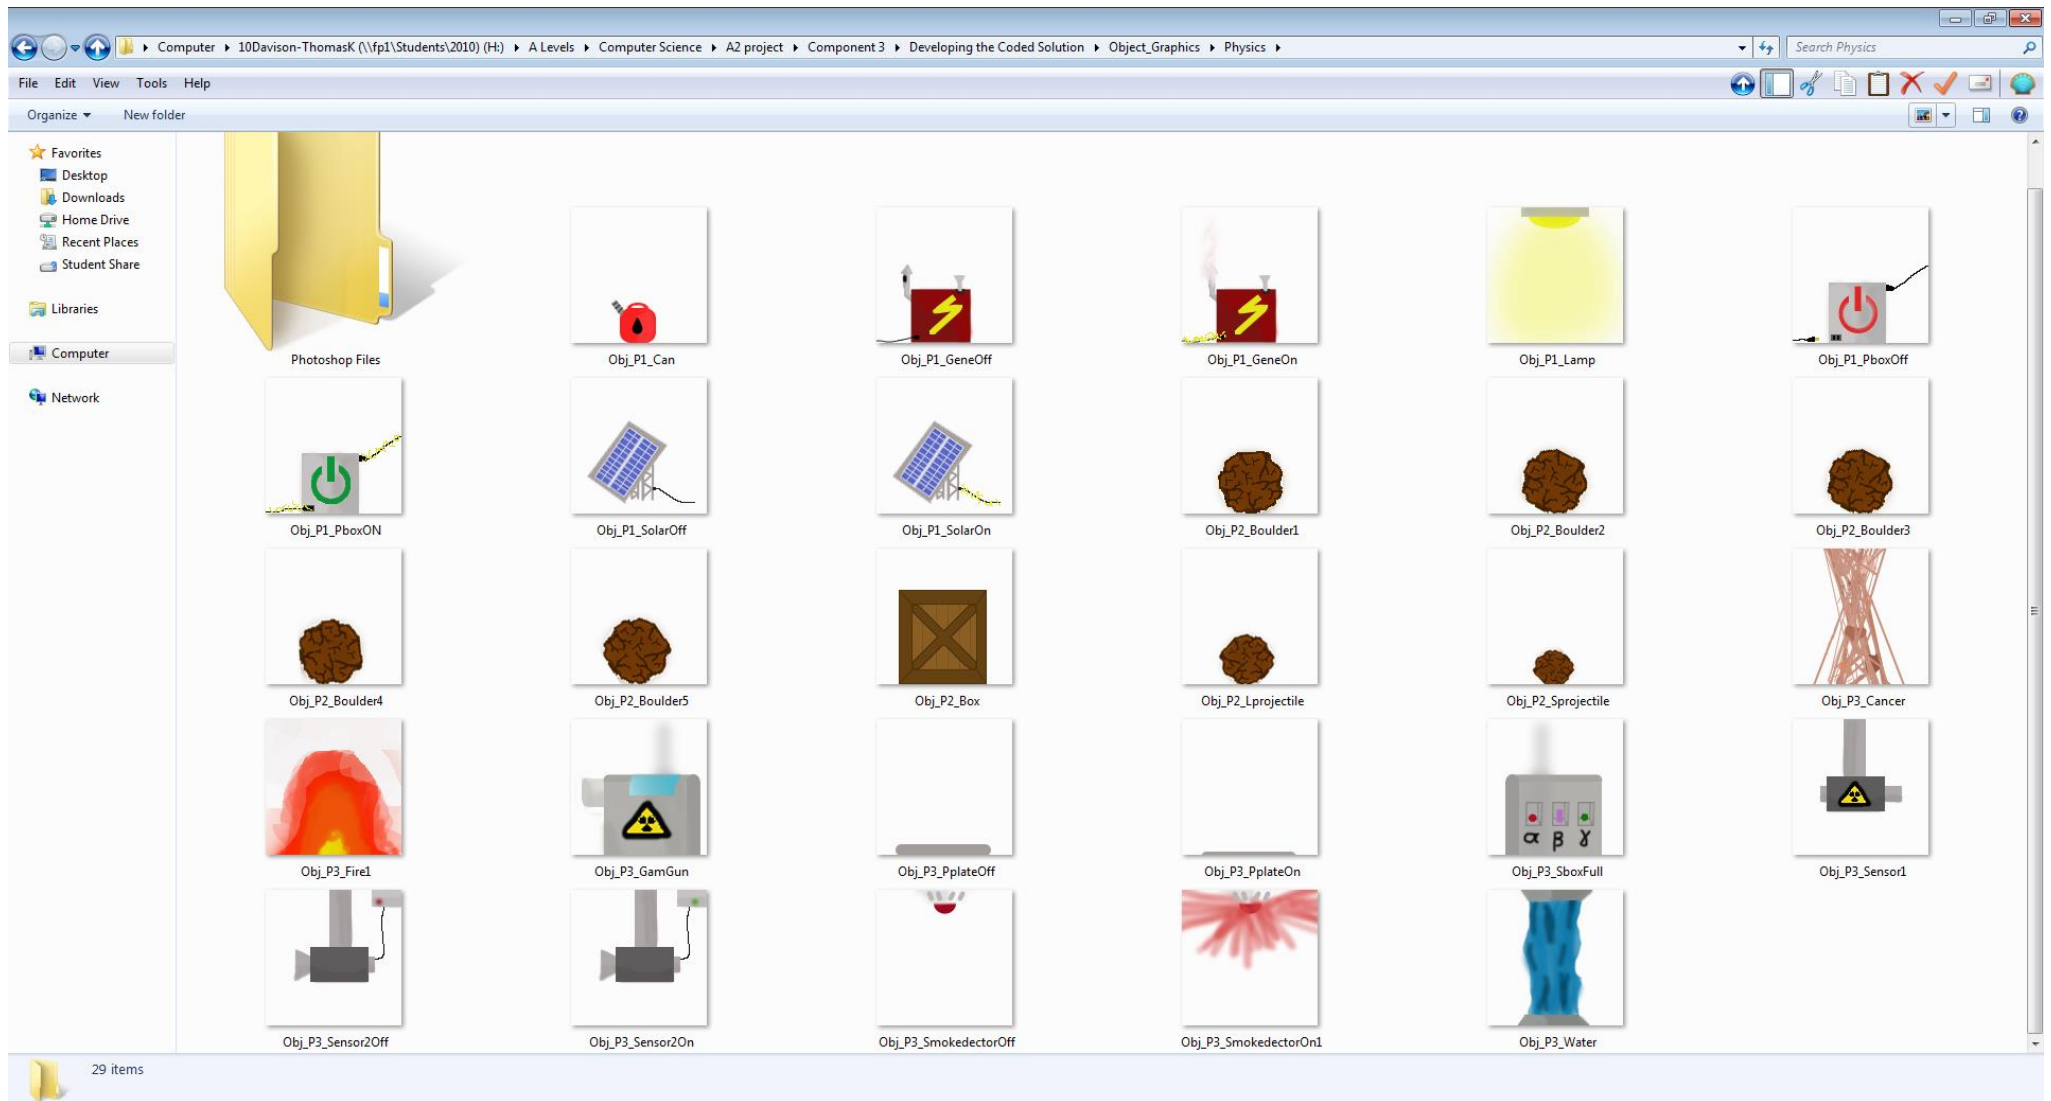 Computer ▸ 10Davison-ThomasK (\\fp1\Students\2010) (H:) ▸ A Levels ▸ Computer Science ▸ A2 project ▸ Component 3 ▸ Developing the Coded Solution ▸ Object_Graphics ▸ Physics ▸ Search Physics
File Edit View Tools Help
Organize New folder
Favorites
Desktop
Downloads
Home Drive
Recent Places
Student Share
Libraries
Computer
Network
Photoshop Files Obj_P1_Can Obj_P1_GeneOff Obj_P1_GeneOn Obj_P1_Lamp Obj_P1_PboxOff
Obj_P1_PboxON Obj_P1_SolarOff Obj_P1_SolarOn Obj_P2_Boulder1 Obj_P2_Boulder2 Obj_P2_Boulder3
Obj_P2_Boulder4 Obj_P2_Boulder5 Obj_P2_Box Obj_P2_Lprojectile Obj_P2_Sprojectile Obj_P3_Cancer
α β γ
Obj_P3_Fire1 Obj_P3_GamGun Obj_P3_PplateOff Obj_P3_PplateOn Obj_P3_SboxFull Obj_P3_Sensor1
Obj_P3_Sensor2Off Obj_P3_Sensor2On Obj_P3_SmokedectorOff Obj_P3_SmokedectorOn1 Obj_P3_Water
29 items